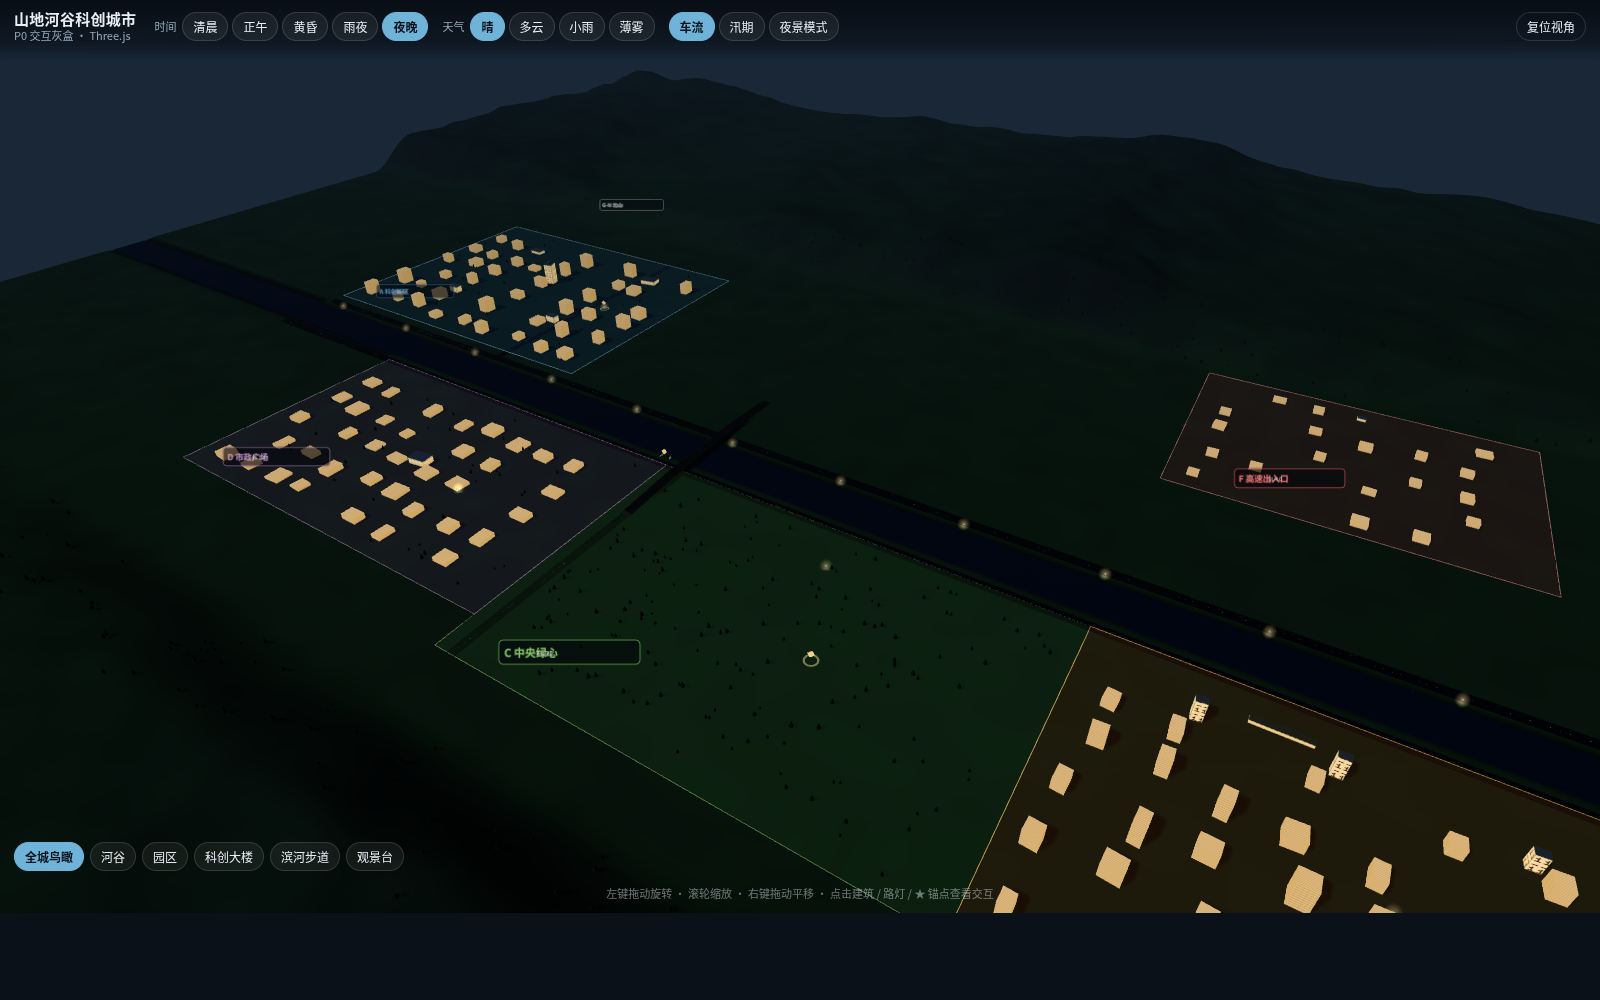 山地河谷科创城市
P0 交互灰盒 · Three.js
时间 清晨 正午 黄昏 雨夜 夜晚 天气 晴 多云 小雨 薄雾 车流 汛期 夜景模式 复位视角
D 市政广场
F 高速出入口
C 中央绿心
全城鸟瞰 河谷 园区 科创大楼 滨河步道 观景台
左键拖动旋转 · 滚轮缩放 · 右键拖动平移 · 点击建筑 / 路灯 / ★ 锚点查看交互